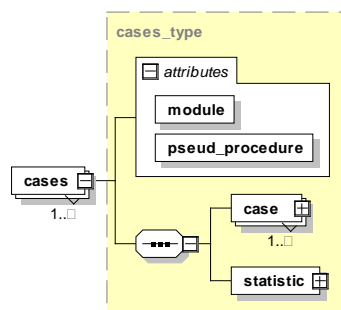 cases_type
attributes
module
pseud_procedure
cases
1..□
case
1..□
statistic